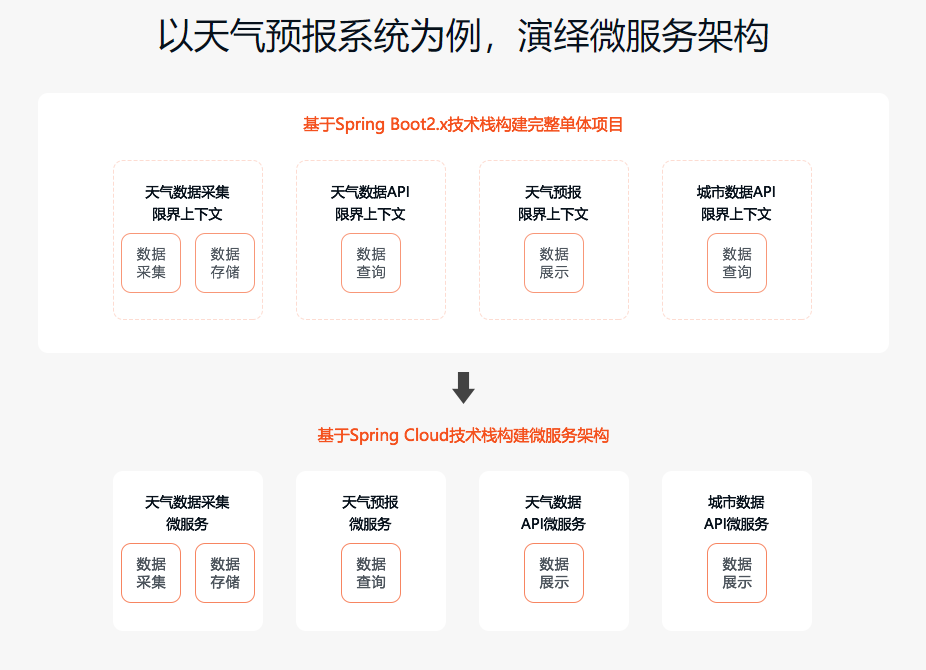 以天气预报系统为例，演绎微服务架构
基于Spring Boot2.x技术栈构建完整单体项目
天气数据采集
限界上下文
数据
采集
数据
存储
天气数据API
限界上下文
数据
查询
天气预报
限界上下文
数据
展示
城市数据API
限界上下文
数据
查询
基于Spring Cloud技术栈构建微服务架构
天气数据采集
微服务
数据
采集
数据
存储
天气预报
微服务
数据
查询
天气数据
API微服务
数据
展示
城市数据
API微服务
数据
展示